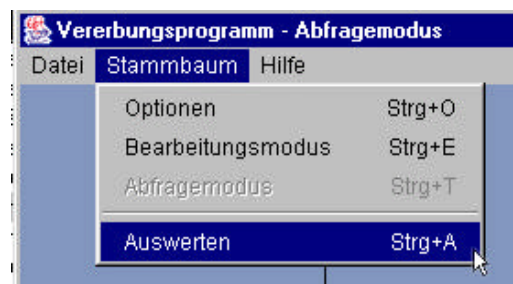 Vererbungsprogramm - Abfragemodus
Datei Stammbaum Hilfe
Optionen Strg+O
Bearbeitungsmodus Strg+E
Abfragemodus Strg+T
Auswerten Strg+A